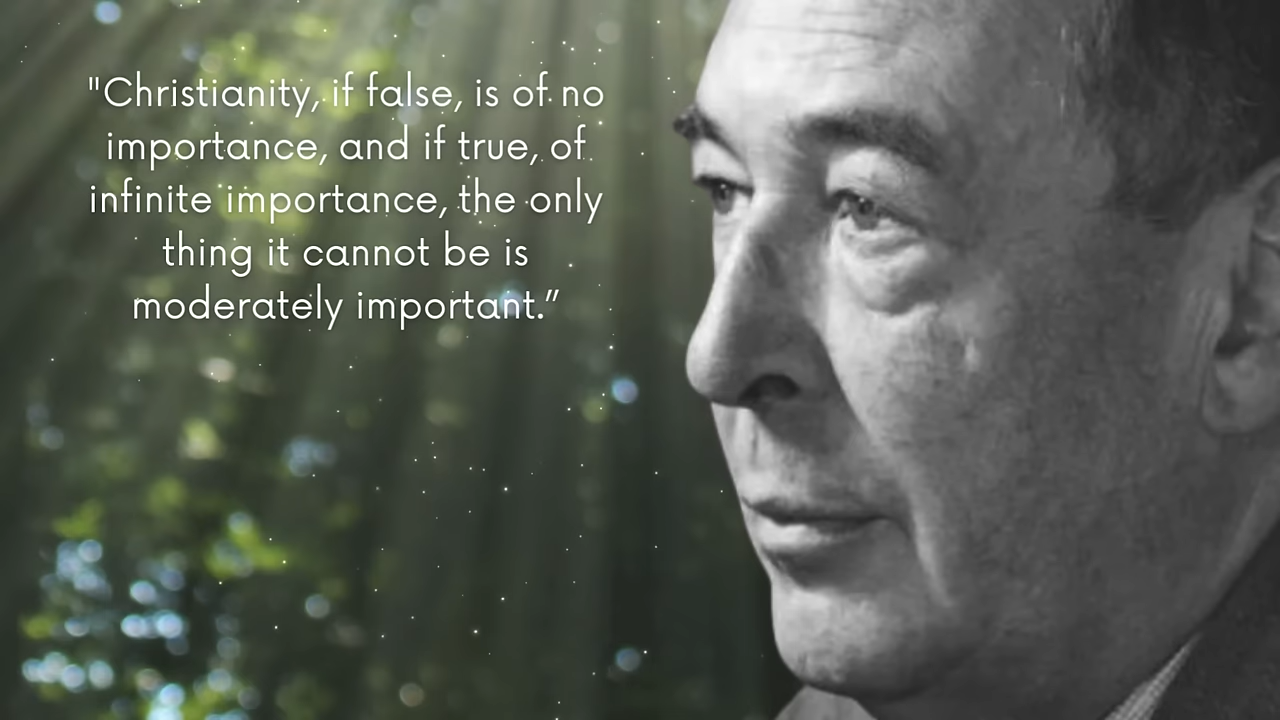 "Christianity, if false, is of no
importance, and if true, of
infinite importance, the only
thing it cannot be is
moderately important.”